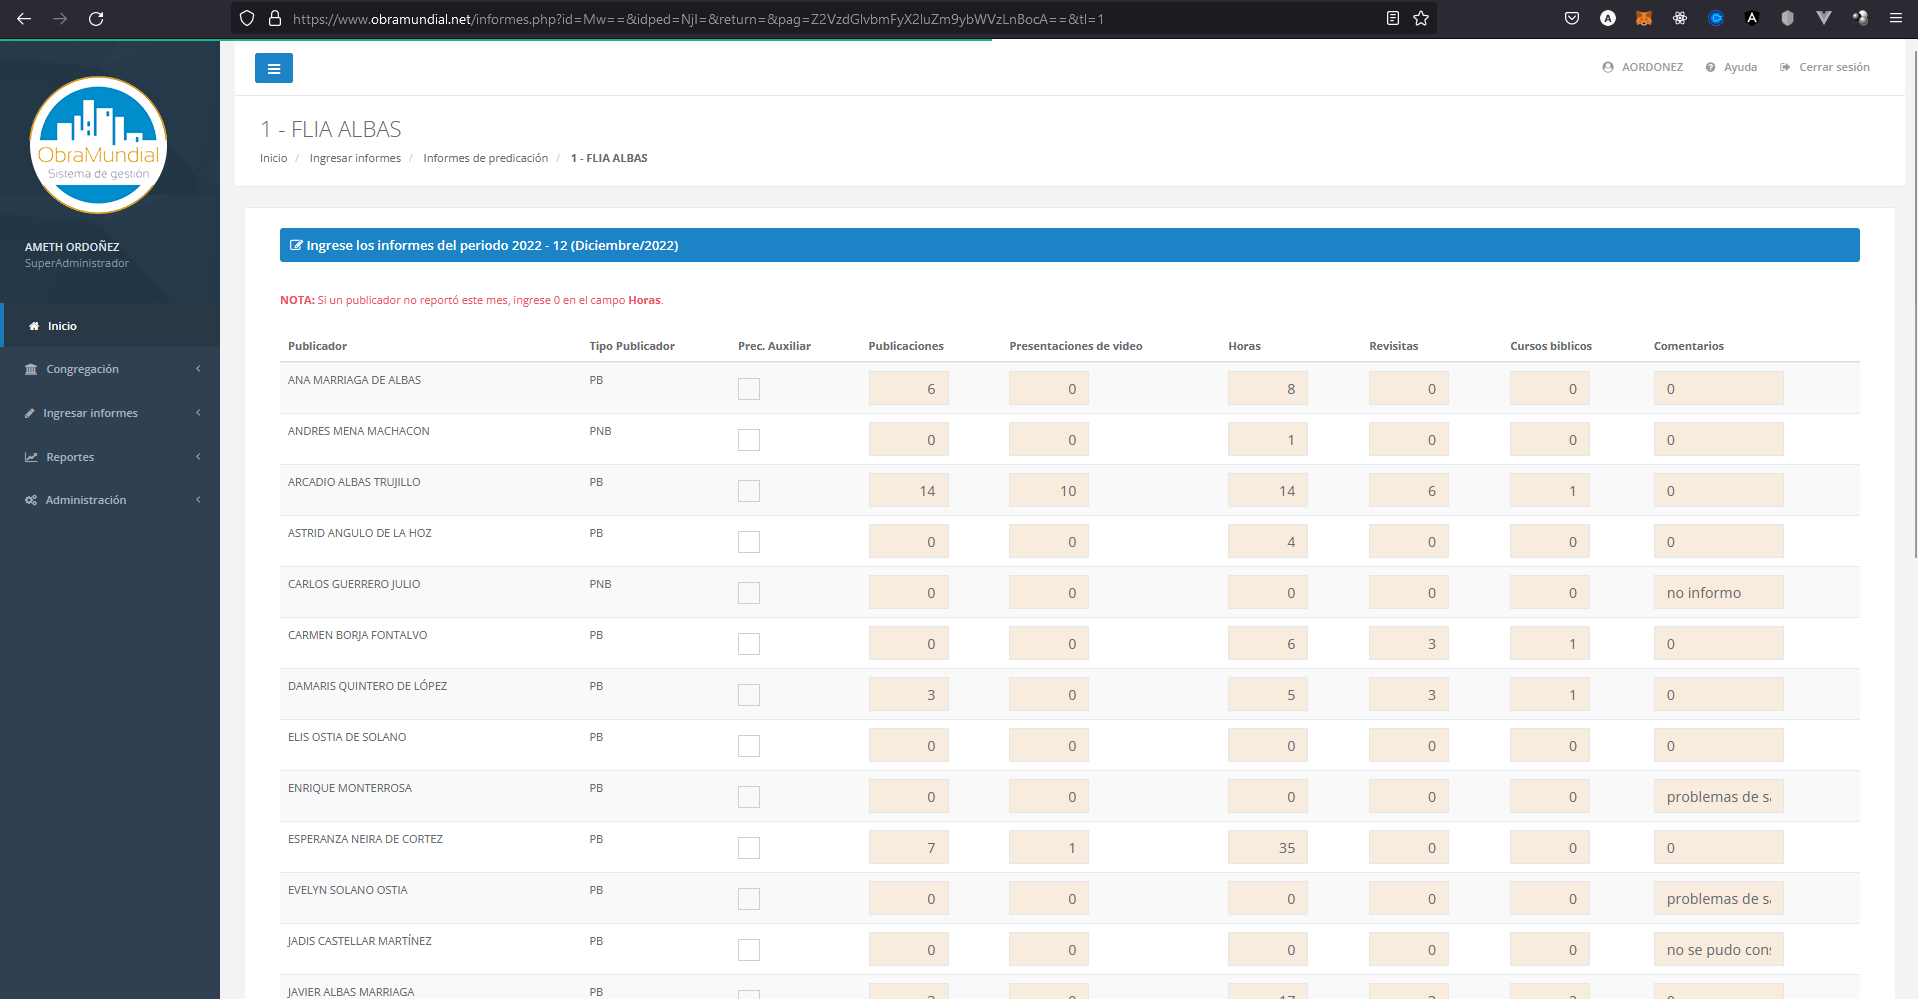 https://www.obramundial.net/informes.php?id=Mw==&idped=NjI=&return=&pag=Z2VzdGlvbmFyX2luZm9ybWVzLnBocA==&tl=1
AORDONEZ Ayuda Cerrar sesión
ObraMundial
Sistema de gestión
AMETH ORDOÑEZ
SuperAdministrador
Inicio
Congregación
Ingresar informes
Reportes
Administración
1 - FLIA ALBAS
Inicio / Ingresar informes / Informes de predicación / 1 - FLIA ALBAS
Ingrese los informes del periodo 2022 - 12 (Diciembre/2022)
NOTA: Si un publicador no reportó este mes, ingrese 0 en el campo Horas.
Publicador Tipo Publicador Prec. Auxiliar Publicaciones Presentaciones de video Horas Revisitas Cursos biblicos Comentarios
ANA MARRIAGA DE ALBAS PB 6 0 8 0 0 0
ANDRES MENA MACHACON PNB 0 0 1 0 0 0
ARCADIO ALBAS TRUJILLO PB 14 10 14 6 1 0
ASTRID ANGULO DE LA HOZ PB 0 0 4 0 0 0
CARLOS GUERRERO JULIO PNB 0 0 0 0 0 no informo
CARMEN BORJA FONTALVO PB 0 0 6 3 1 0
DAMARIS QUINTERO DE LÓPEZ PB 3 0 5 3 1 0
ELIS OSTIA DE SOLANO PB 0 0 0 0 0 0
ENRIQUE MONTERROSA PB 0 0 0 0 0 problemas de
ESPERANZA NEIRA DE CORTEZ PB 7 1 35 0 0 0
EVELYN SOLANO OSTIA PB 0 0 0 0 0 problemas de
JADIS CASTELLAR MARTÍNEZ PB 0 0 0 0 0 no se pudo
JAVIER ALBAS MARRIAGA PB